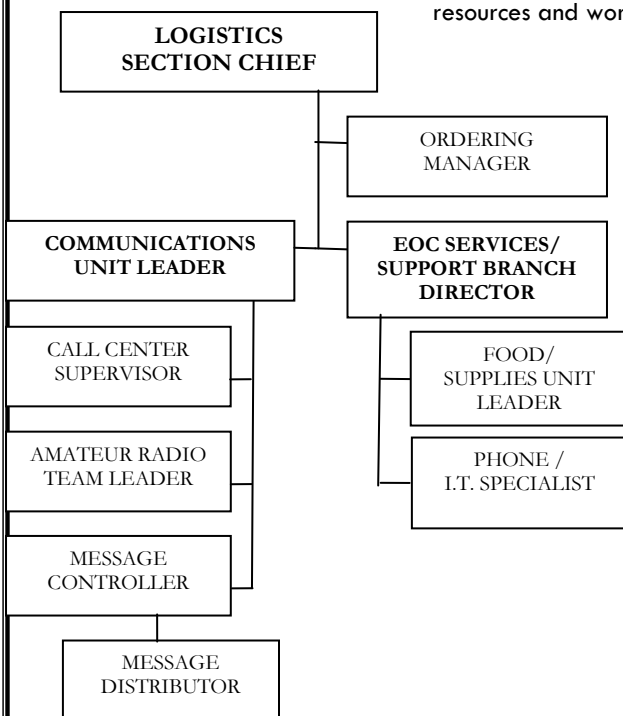 resources and wor
LOGISTICS
SECTION CHIEF
ORDERING
MANAGER
COMMUNICATIONS
UNIT LEADER
EOC SERVICES/
SUPPORT BRANCH
DIRECTOR
CALL CENTER
SUPERVISOR
FOOD/
SUPPLIES UNIT
LEADER
AMATEUR RADIO
TEAM LEADER
PHONE /
I.T. SPECIALIST
MESSAGE
CONTROLLER
MESSAGE
DISTRIBUTOR